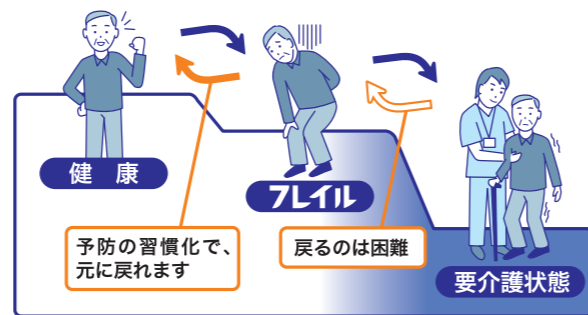 健康
フレイル
要介護状態
予防の習慣化で、
元に戻れます
戻るのは困難